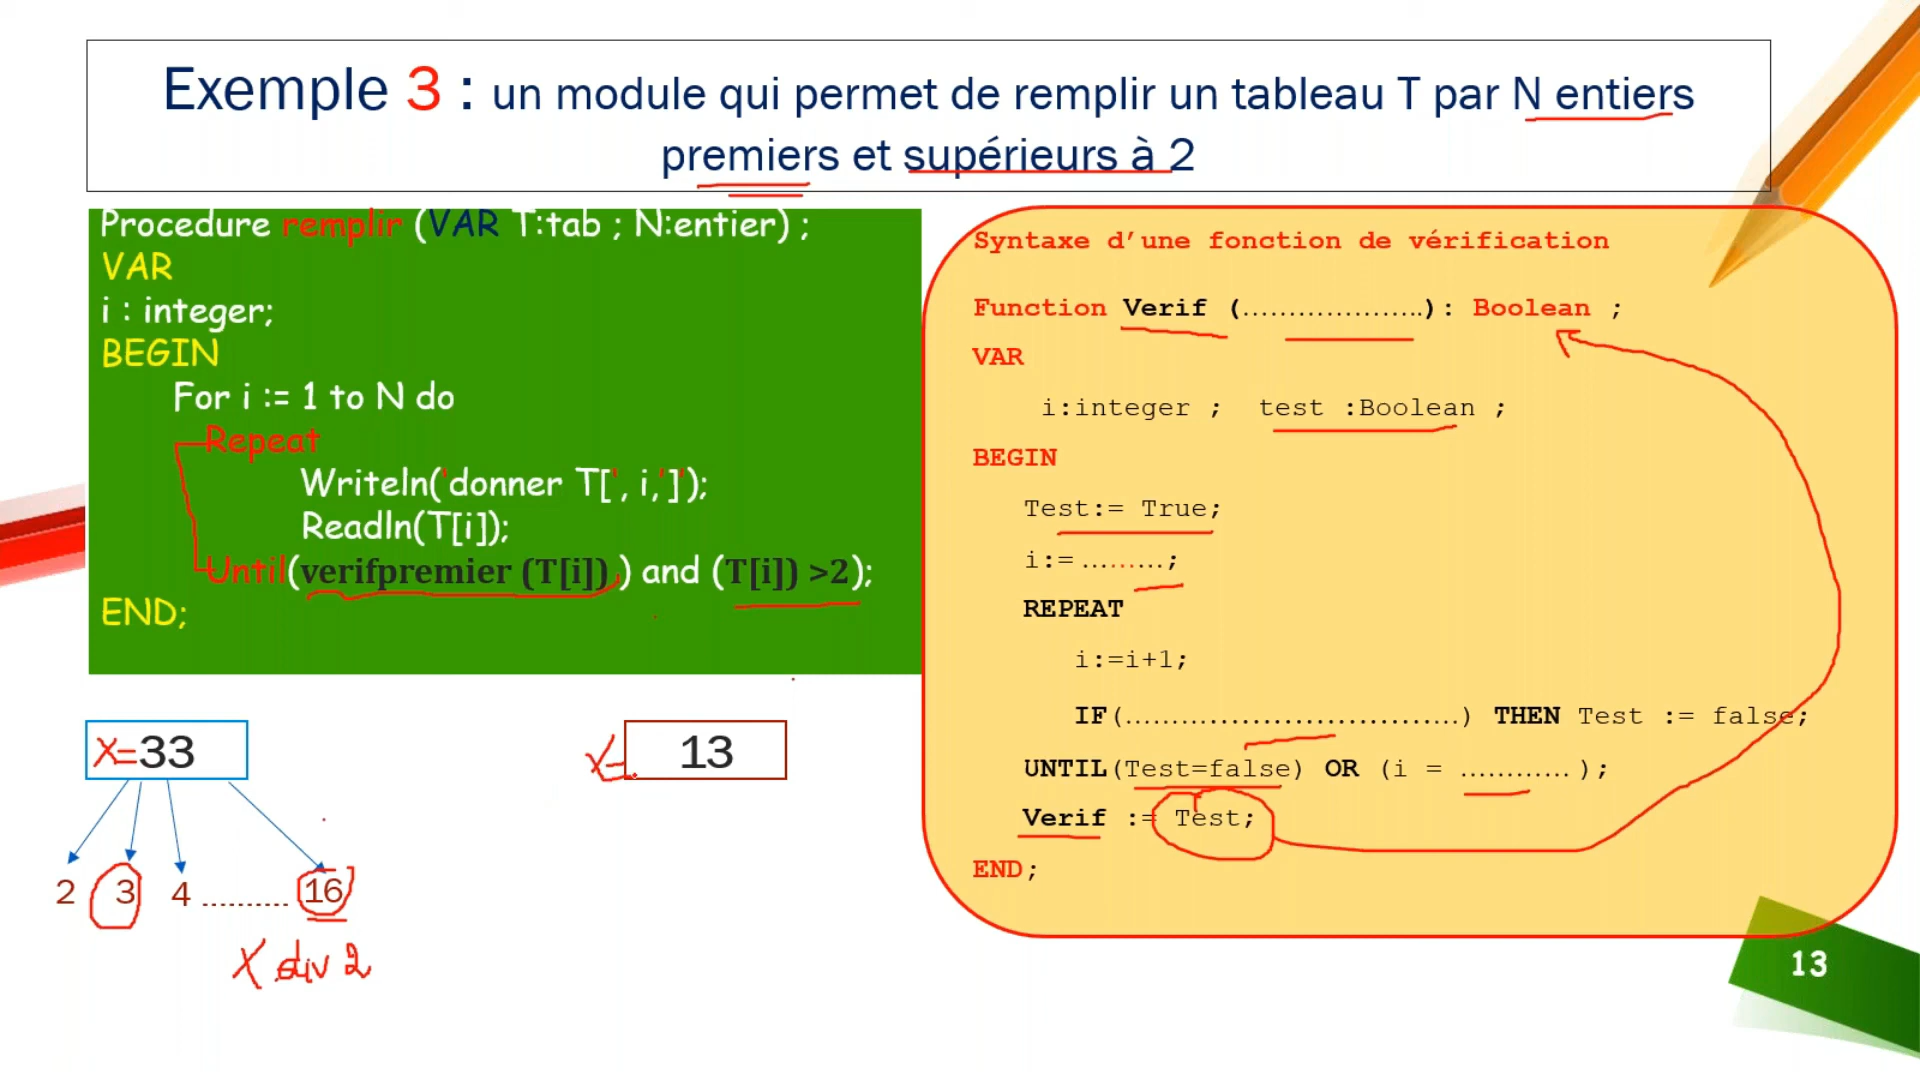 Exemple 3 : un module qui permet de remplir un tableau T par N entiers
premiers et supérieurs à 2
Procedure remplir (VAR T:tab ; N:entier) ;
VAR
i : integer;
BEGIN
For i := 1 to N do
Repeat
Writeln('donner T[', i,']');
Readln(T[i]);
Until(verifpremier (T[i]) ) and (T[i]) >2);
END;
X=33
2 3 4 .......... 16
X div 2
X= 13
Syntaxe d’une fonction de vérification
Function Verif (....................): Boolean ;
VAR
i:integer ; test :Boolean ;
BEGIN
Test:= True;
i:= .........;
REPEAT
i:=i+1;
IF(....................................) THEN Test := false;
UNTIL(Test=false) OR (i = ............ );
Verif := Test;
END;
13